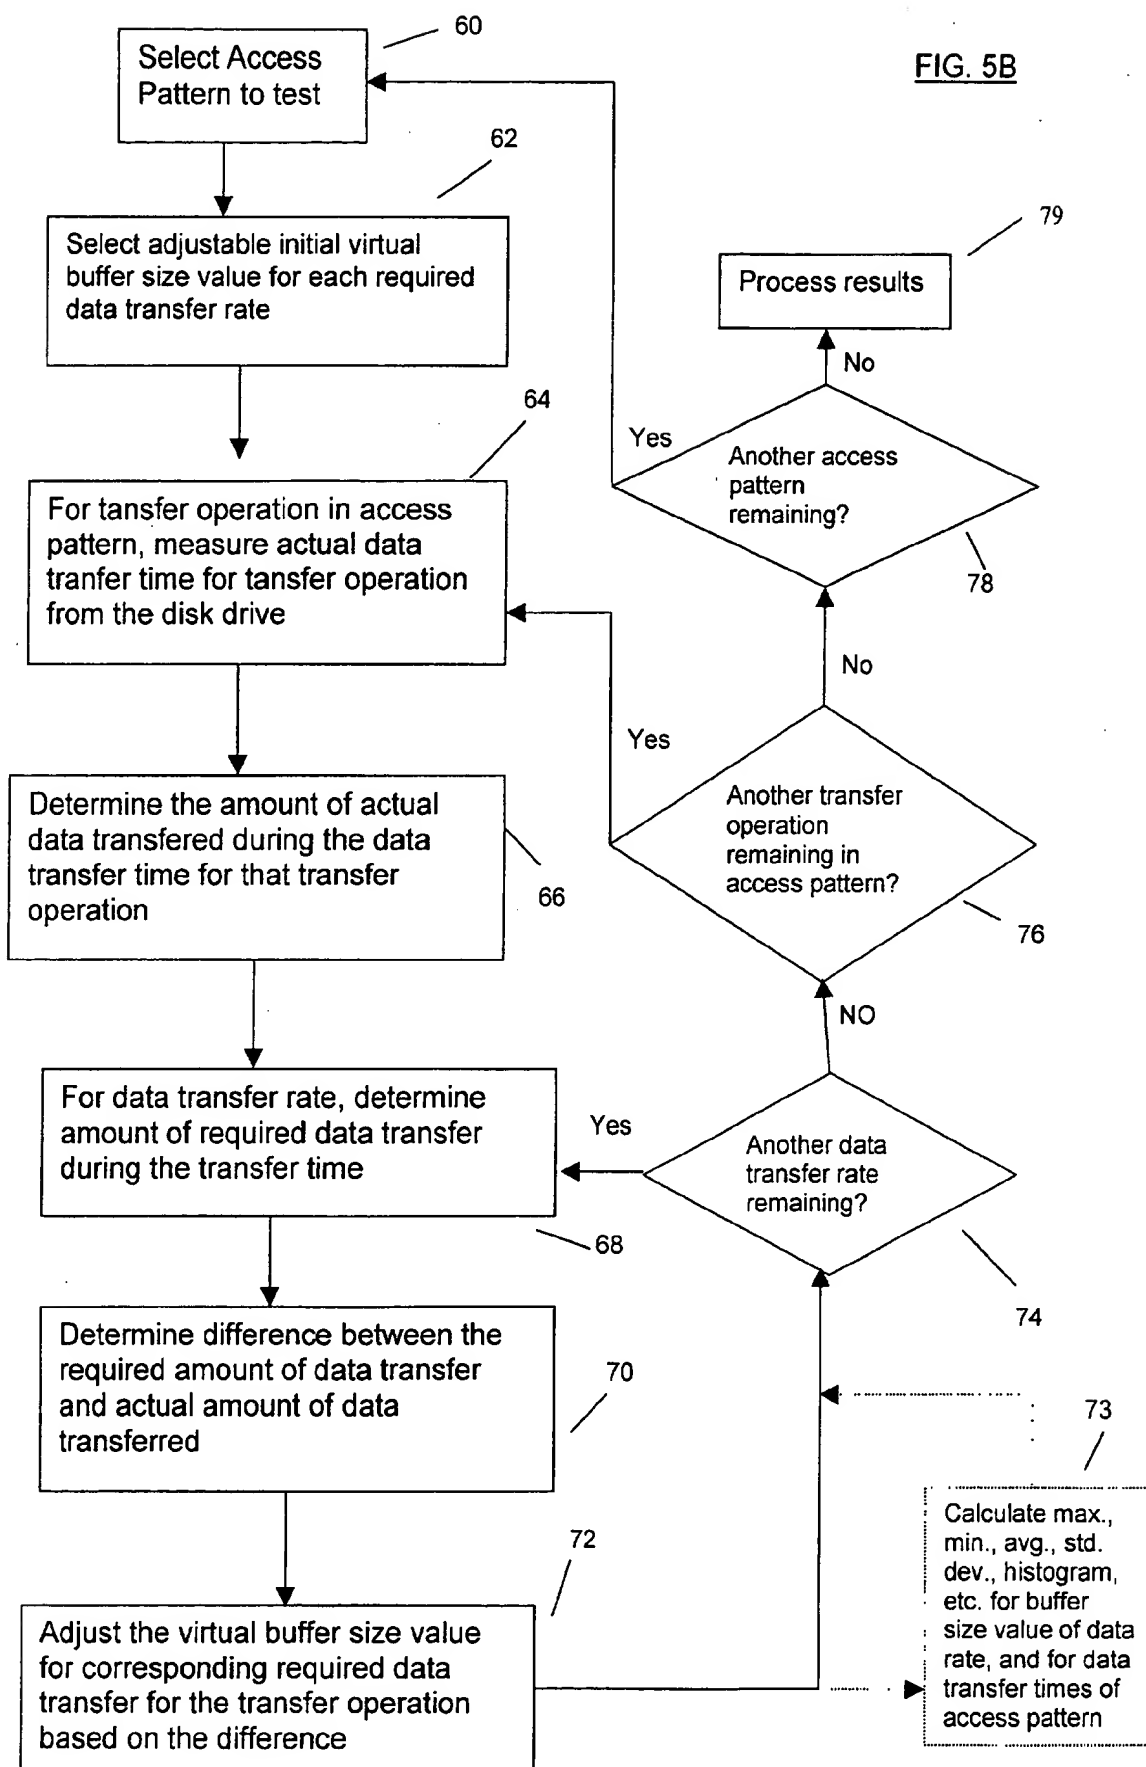 60
FIG. 5B
Select Access
Pattern to test
62
Select adjustable initial virtual
buffer size value for each required
data transfer rate
79
Process results
No
64
Yes
Another access
pattern
remaining?
78
For tansfer operation in access
pattern, measure actual data
tranfer time for tansfer operation
from the disk drive
No
Yes
Another transfer
operation
remaining in
access pattern?
76
Determine the amount of actual
data transfered during the data
transfer time for that transfer
operation
66
NO
For data transfer rate, determine
amount of required data transfer
during the transfer time
68
Yes
Another data
transfer rate
remaining?
74
Determine difference between the
required amount of data transfer
and actual amount of data
transferred
70
73
Calculate max.,
min., avg., std.
dev., histogram,
etc. for buffer
size value of data
rate, and for data
transfer times of
access pattern
72
Adjust the virtual buffer size value
for corresponding required data
transfer for the transfer operation
based on the difference